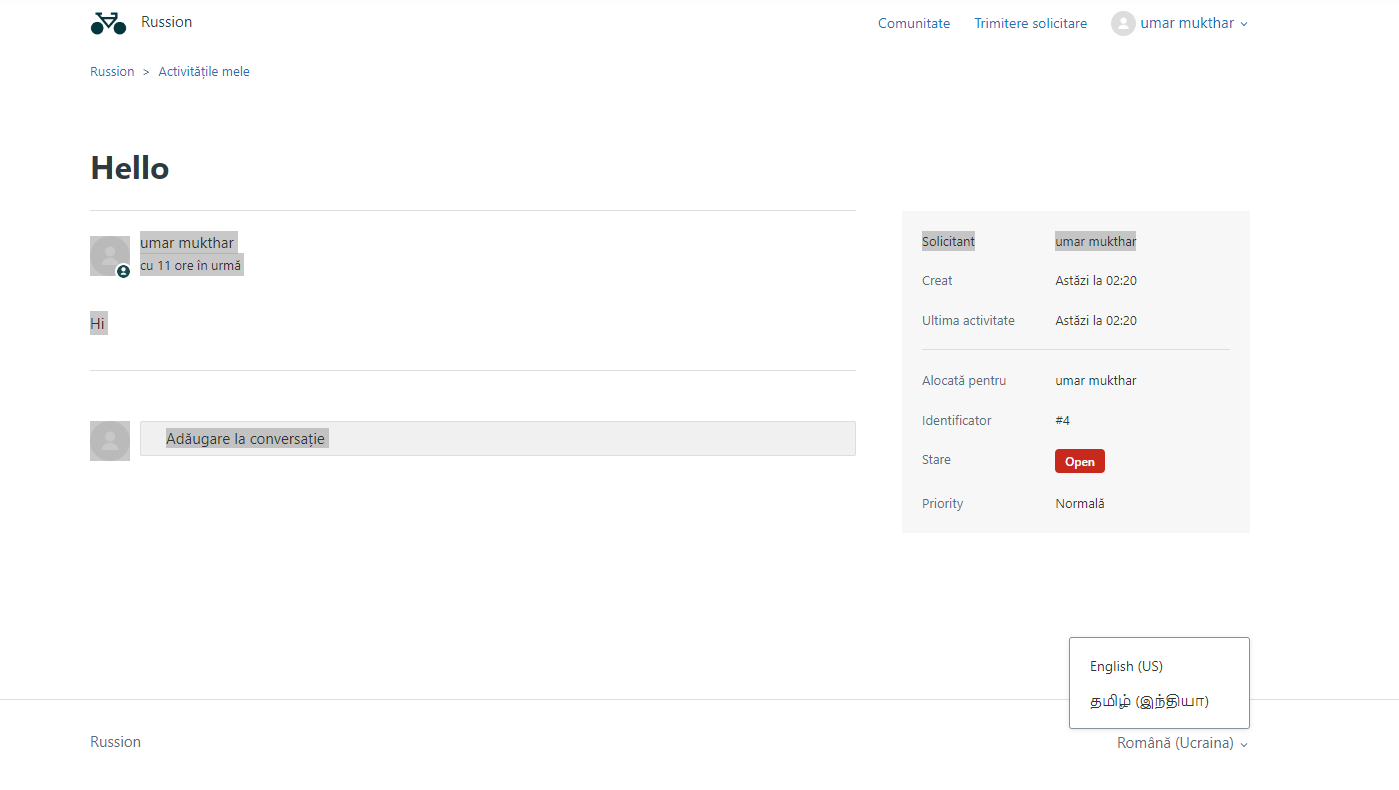 Russion
Comunitate
Trimitere solicitare
umar mukthar
Russion > Activitățile mele
Hello
umar mukthar
cu 11 ore în urmă
Hi
Adăugare la conversație
Solicitant umar mukthar
Creat Astăzi la 02:20
Ultima activitate Astăzi la 02:20
Alocată pentru umar mukthar
Identificator #4
Stare Open
Priority Normală
English (US)
தமிழ் (இந்தியா)
Russion
Română (Ucraina)